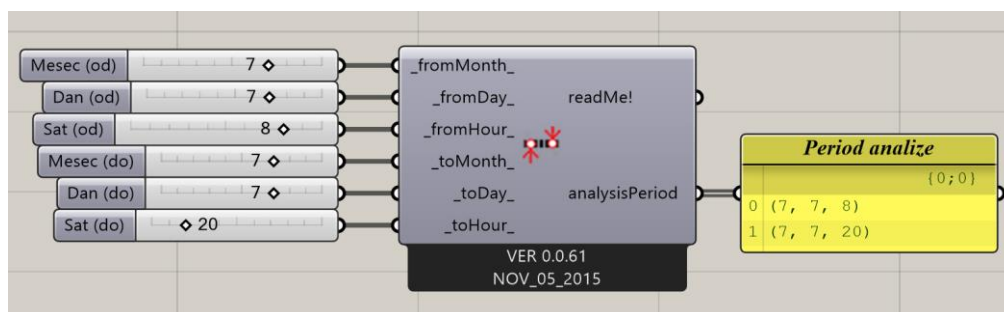 Mesec (od) 7
Dan (od) 7
Sat (od) 8
Mesec (do) 7
Dan (do) 7
Sat (do) 20
_fromMonth_
_fromDay_
_fromHour_
_toMonth_
_toDay_
_toHour_
readMe!
analysisPeriod
VER 0.0.61
NOV_05_2015
Period analize
{0;0}
0 (7, 7, 8)
1 (7, 7, 20)